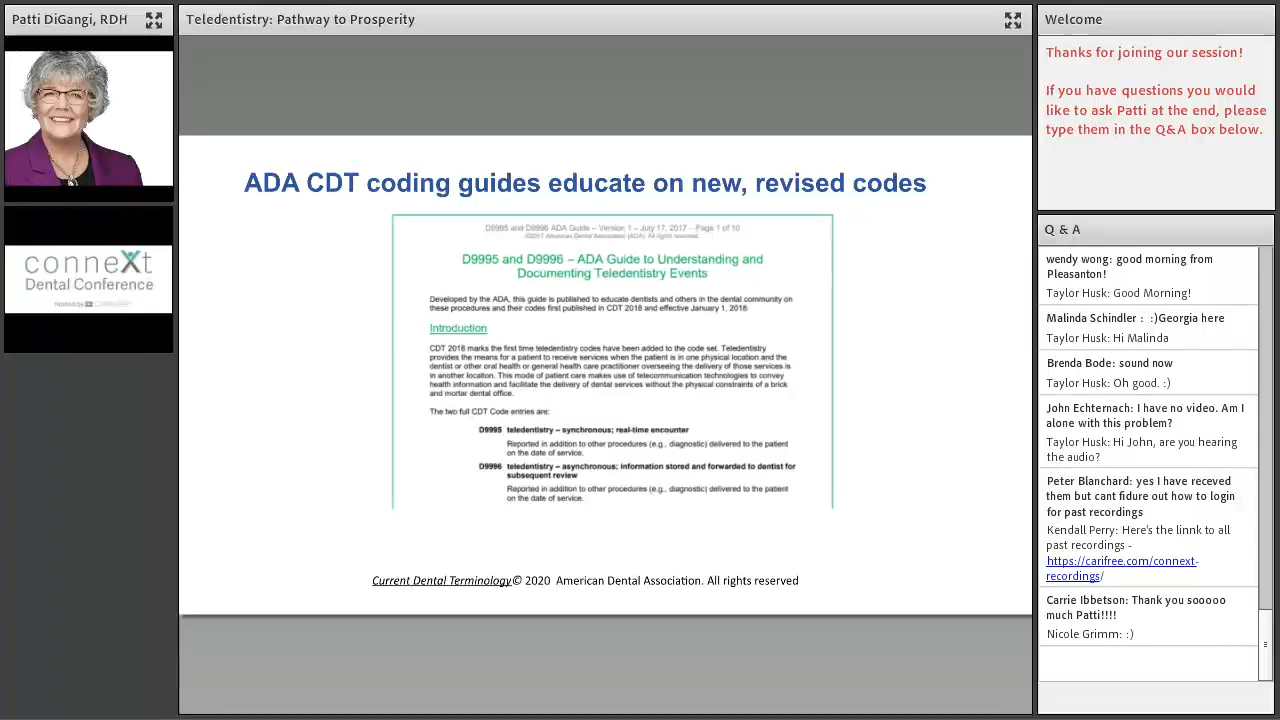 Patti DiGangi, RDH
Teledentistry: Pathway to Prosperity
Welcome
Thanks for joining our session!
If you have questions you would
like to ask Patti at the end, please
type them in the Q&A box below.
conneXt
Dental Conference
Hosted by
ADA CDT coding guides educate on new, revised codes
D9995 and D9996 ADA Guide – Version 1 – July 17, 2017 – Page 1 of 10
©2017 American Dental Association (ADA). All rights reserved.
D9995 and D9996 – ADA Guide to Understanding and
Documenting Teledentistry Events
Developed by the ADA, this guide is published to educate dentists and others in the dental community on
these procedures and their codes first published in CDT 2018 and effective January 1, 2018
Introduction
CDT 2018 marks the first time teledentistry codes have been added to the code set. Teledentistry
provides the means for a patient to receive services when the patient is in one physical location and the
dentist or other oral health or general health care practitioner overseeing the delivery of those services is
in another location. This mode of patient care makes use of telecommunication technologies to convey
health information and facilitate the delivery of dental services without the physical constraints of a brick
and mortar dental office.
The two full CDT Code entries are:
D9995 teledentistry – synchronous; real-time encounter
Reported in addition to other procedures (e.g., diagnostic) delivered to the patient
on the date of service.
D9996 teledentistry – asynchronous; information stored and forwarded to dentist for
subsequent review
Reported in addition to other procedures (e.g., diagnostic) delivered to the patient
on the date of service.
Current Dental Terminology© 2020 American Dental Association. All rights reserved
Q & A
wendy wong: good morning from
Pleasanton!
Taylor Husk: Good Morning!
Malinda Schindler : :)Georgia here
Taylor Husk: Hi Malinda
Brenda Bode: sound now
Taylor Husk: Oh good. :)
John Echternach: I have no video. Am I
alone with this problem?
Taylor Husk: Hi John, are you hearing
the audio?
Peter Blanchard: yes I have receved
them but cant fidure out how to login
for past recordings
Kendall Perry: Here's the linnk to all
past recordings -
https://carifree.com/connext-
recordings/
Carrie Ibbetson: Thank you sooooo
much Patti!!!!
Nicole Grimm: :)